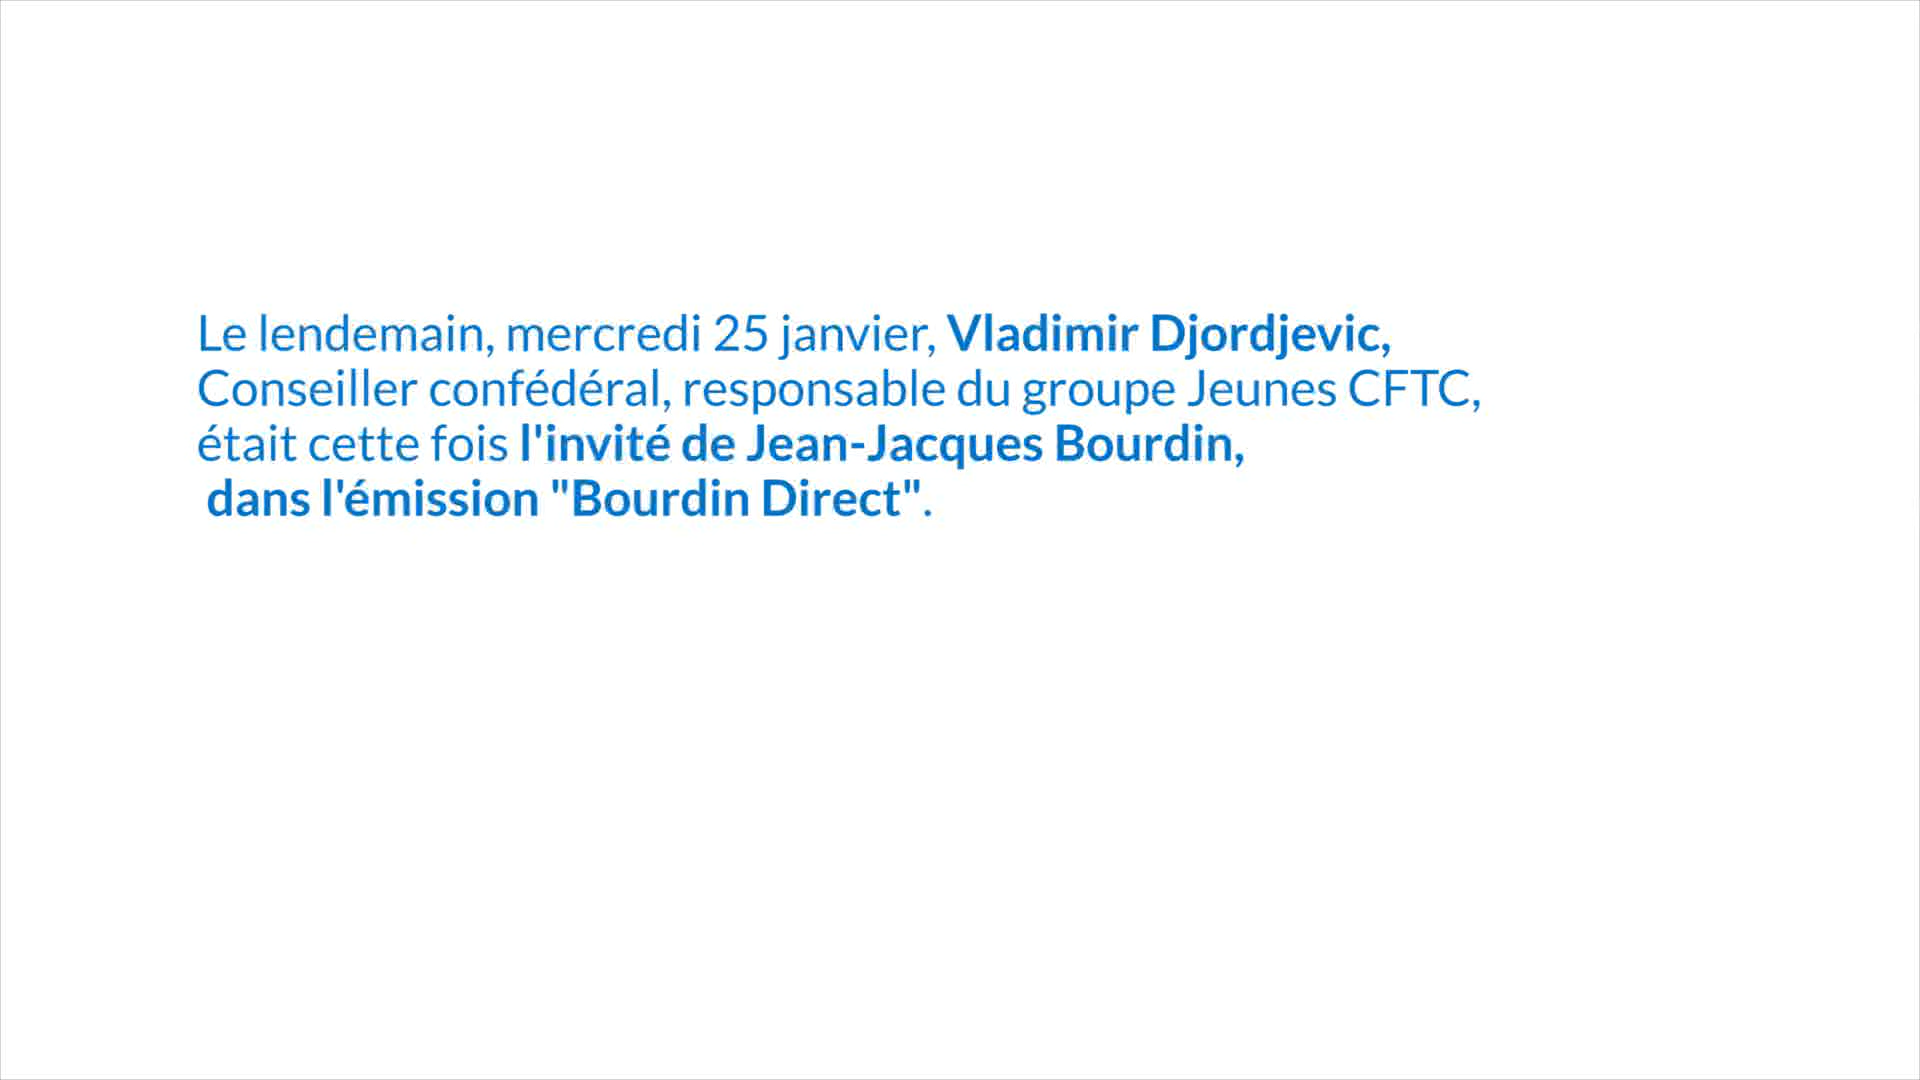 Le lendemain, mercredi 25 janvier, Vladimir Djordjevic,
Conseiller confédéral, responsable du groupe Jeunes CFTC,
était cette fois l'invité de Jean-Jacques Bourdin,
dans l'émission "Bourdin Direct".